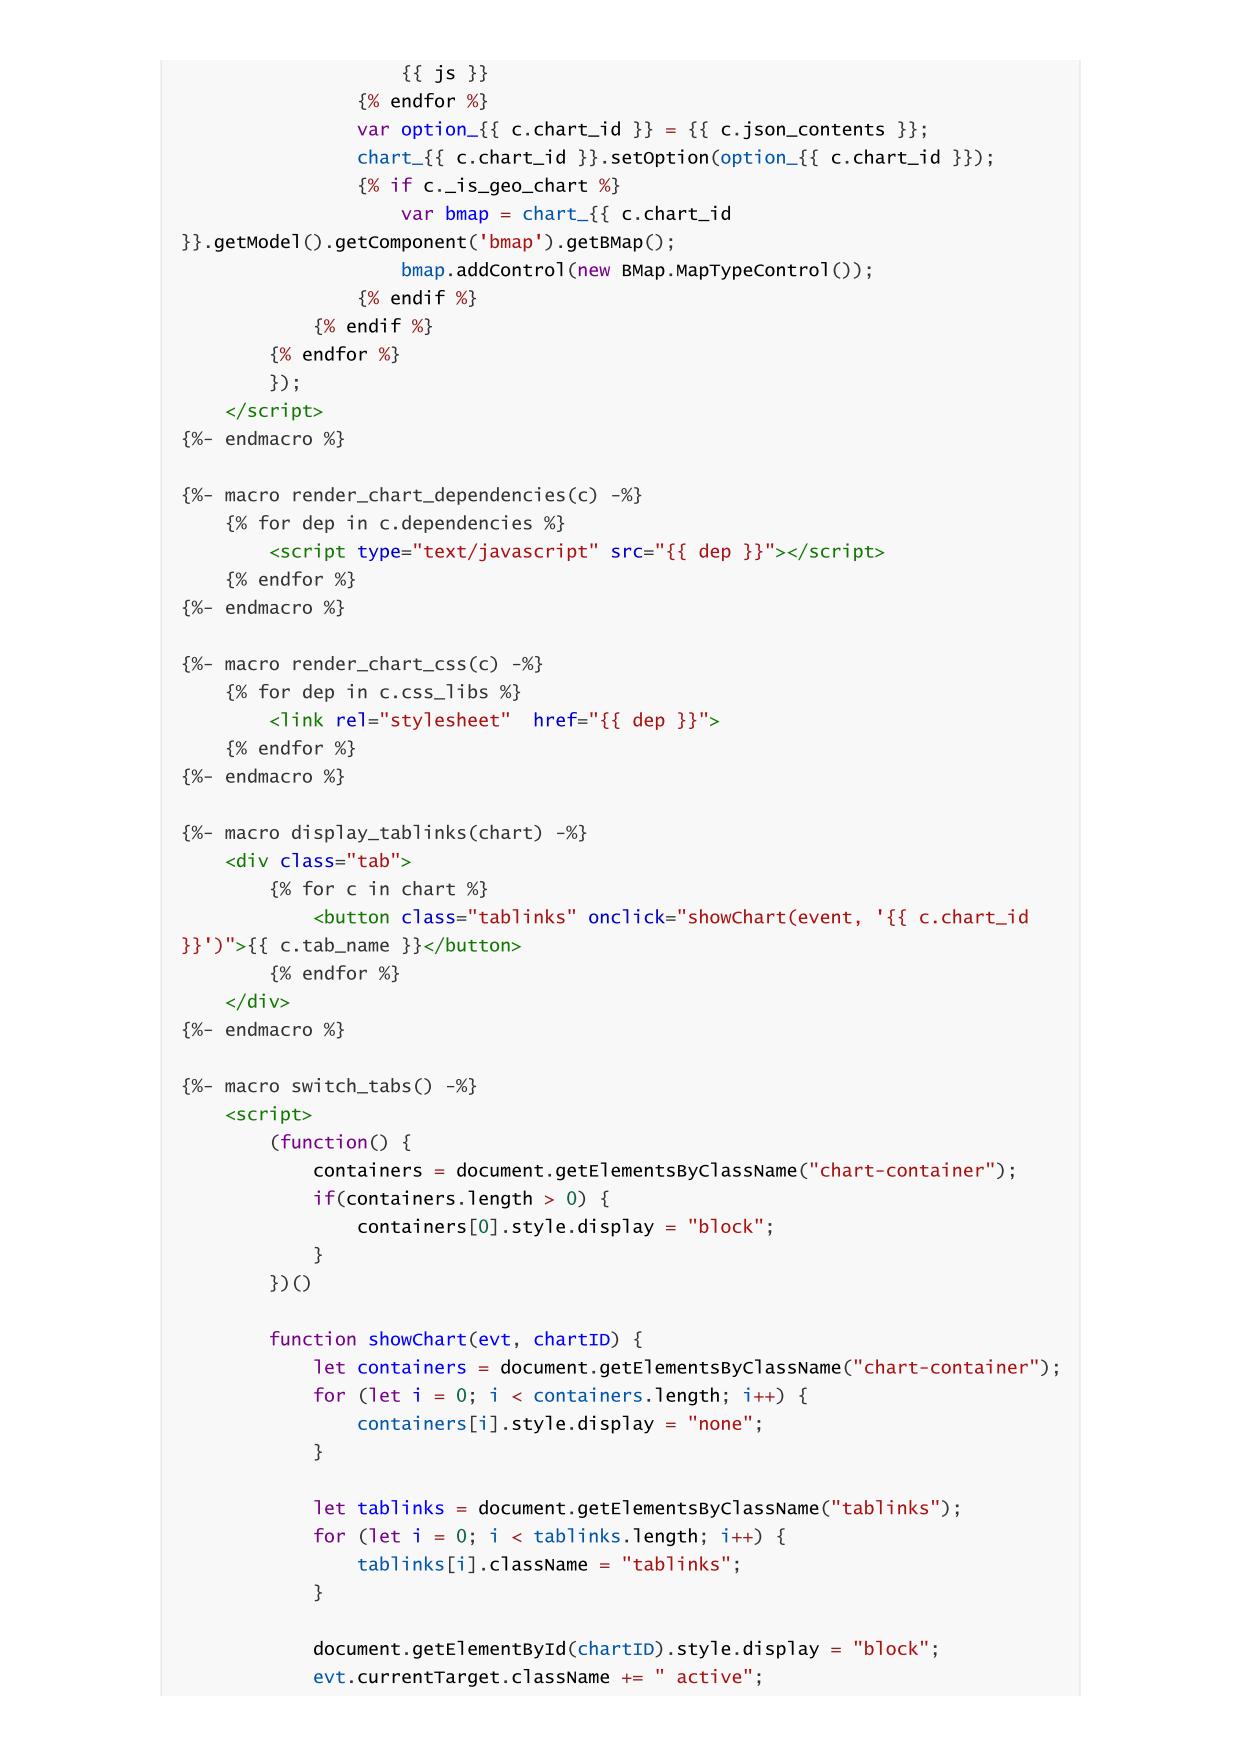 {{ js }}
                {% endfor %}
                var option_{{ c.chart_id }} = {{ c.json_contents }};
                chart_{{ c.chart_id }}.setOption(option_{{ c.chart_id }});
                {% if c._is_geo_chart %}
                    var bmap = chart_{{ c.chart_id
}}.getModel().getComponent('bmap').getBMap();
                    bmap.addControl(new BMap.MapTypeControl());
                {% endif %}
            {% endif %}
        {% endfor %}
        });
    </script>
{%- endmacro %}

{%- macro render_chart_dependencies(c) -%}
    {% for dep in c.dependencies %}
        <script type="text/javascript" src="{{ dep }}"></script>
    {% endfor %}
{%- endmacro %}

{%- macro render_chart_css(c) -%}
    {% for dep in c.css_libs %}
        <link rel="stylesheet"  href="{{ dep }}">
    {% endfor %}
{%- endmacro %}

{%- macro display_tablinks(chart) -%}
    <div class="tab">
        {% for c in chart %}
            <button class="tablinks" onclick="showChart(event, '{{ c.chart_id
}}')">{{ c.tab_name }}</button>
        {% endfor %}
    </div>
{%- endmacro %}

{%- macro switch_tabs() -%}
    <script>
        (function() {
            containers = document.getElementsByClassName("chart-container");
            if(containers.length > 0) {
                containers[0].style.display = "block";
            }
        })()

        function showChart(evt, chartID) {
            let containers = document.getElementsByClassName("chart-container");
            for (let i = 0; i < containers.length; i++) {
                containers[i].style.display = "none";
            }

            let tablinks = document.getElementsByClassName("tablinks");
            for (let i = 0; i < tablinks.length; i++) {
                tablinks[i].className = "tablinks";
            }

            document.getElementById(chartID).style.display = "block";
            evt.currentTarget.className += " active";